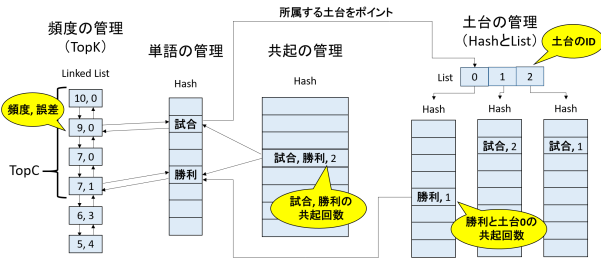 所属する土台をポイント
頻度の管理
(TopK)
単語の管理
共起の管理
土台の管理
(HashとList)
土台のID
Linked List
Hash
Hash
List
0
1
2
Hash
Hash
Hash
頻度, 誤差
TopC
10, 0
9, 0
7, 0
7, 1
6, 3
5, 4
試合
勝利
試合, 勝利, 2
試合, 勝利の
共起回数
勝利, 1
試合, 2
試合, 1
勝利と土台0の
共起回数